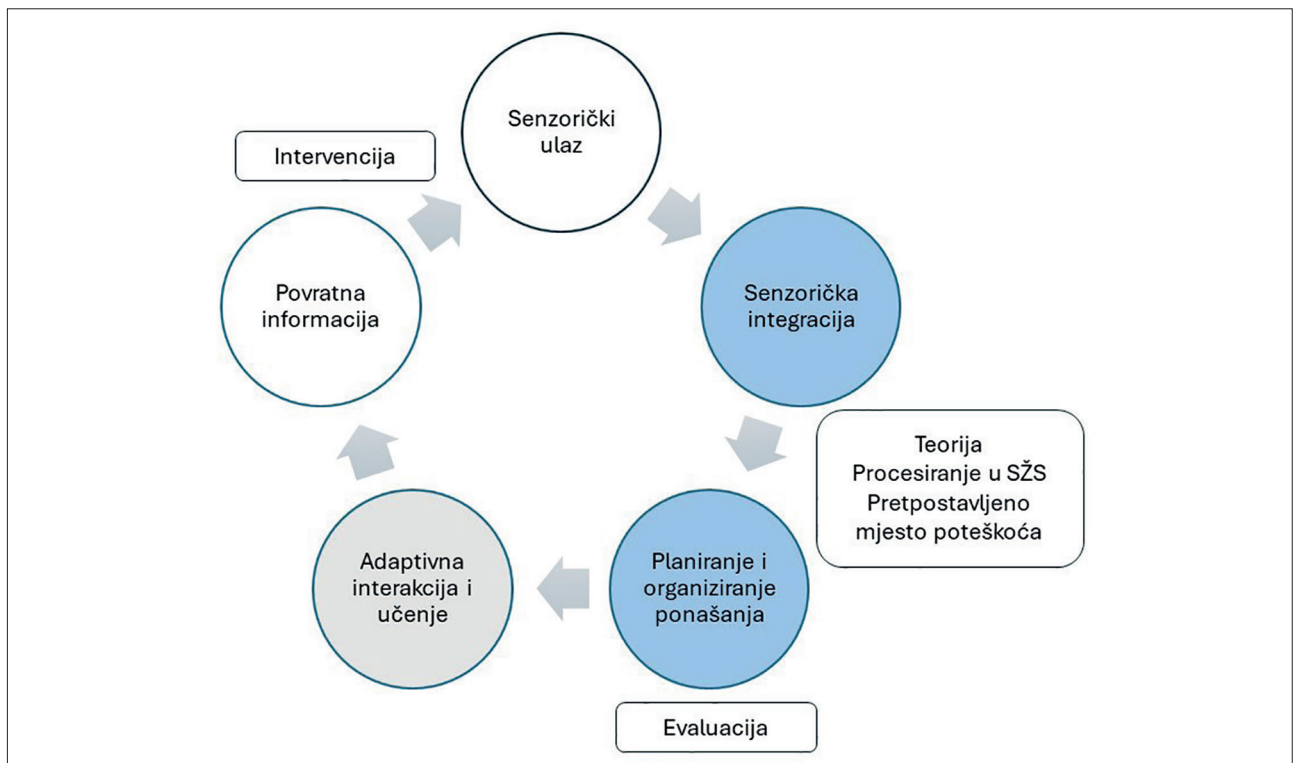 Senzorički
ulaz
Intervencija
Senzorička
integracija
Povratna
informacija
Teorija
Procesiranje u SŽS
Pretpostavljeno
mjesto poteškoća
Planiranje i
organiziranje
ponašanja
Adaptivna
interakcija i
učenje
Evaluacija